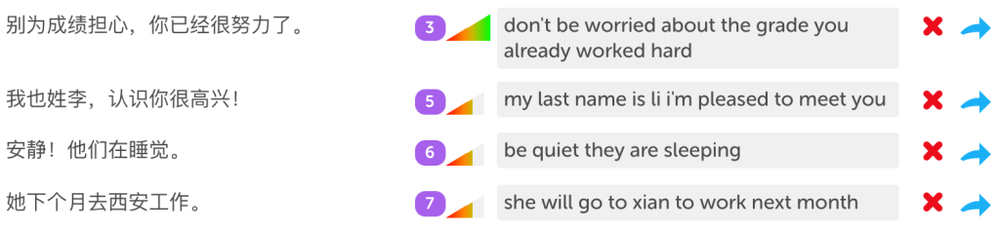 别为成绩担心，你已经很努力了。
3
don't be worried about the grade you
already worked hard
我也姓李，认识你很高兴！
5
my last name is li i'm pleased to meet you
安静！他们在睡觉。
6
be quiet they are sleeping
她下个月去西安工作。
7
she will go to xian to work next month